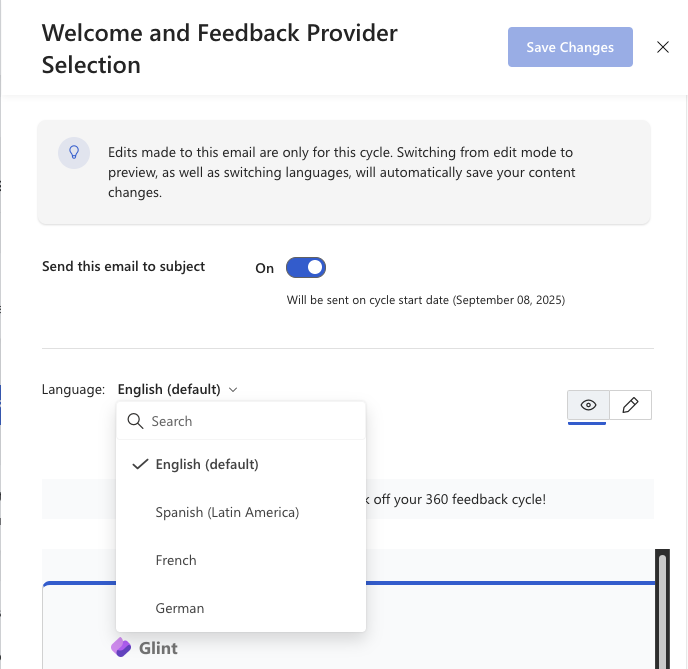 Welcome and Feedback Provider
Selection
Save Changes
Edits made to this email are only for this cycle. Switching from edit mode to
preview, as well as switching languages, will automatically save your content
changes.
Send this email to subject
On
Will be sent on cycle start date (September 08, 2025)
Language: English (default)
Search
English (default)
Spanish (Latin America)
French
German
off your 360 feedback cycle!
Glint